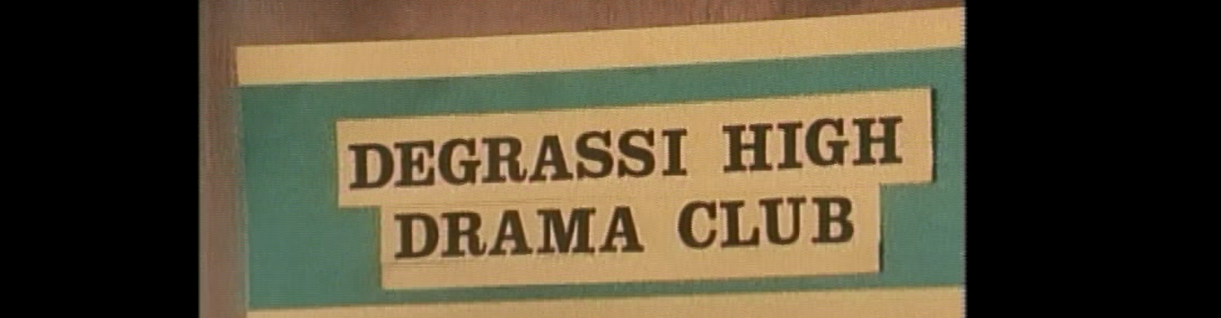 DEGRASSI HIGH
DRAMA CLUB